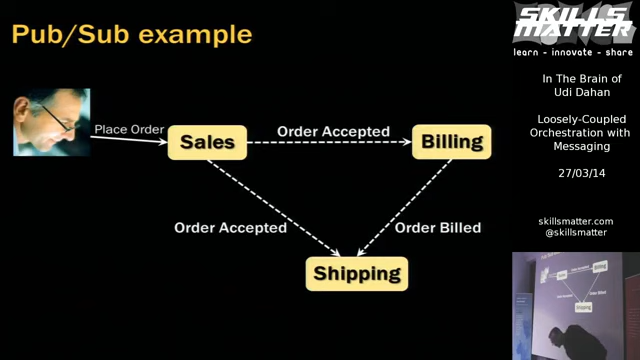 Pub/Sub example
Place Order
Sales
Order Accepted
Billing
Order Accepted
Order Billed
Shipping
SKILLS
MATTER
learn - innovate - share
In The Brain of
Udi Dahan
Loosely-Coupled
Orchestration with
Messaging
27/03/14
skillsmatter.com
@skillsmatter